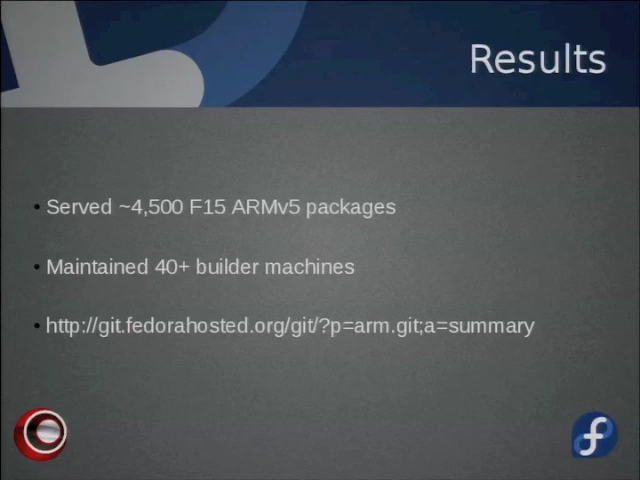 Results
• Served ~4,500 F15 ARMv5 packages
• Maintained 40+ builder machines
• http://git.fedorahosted.org/git/?p=arm.git;a=summary